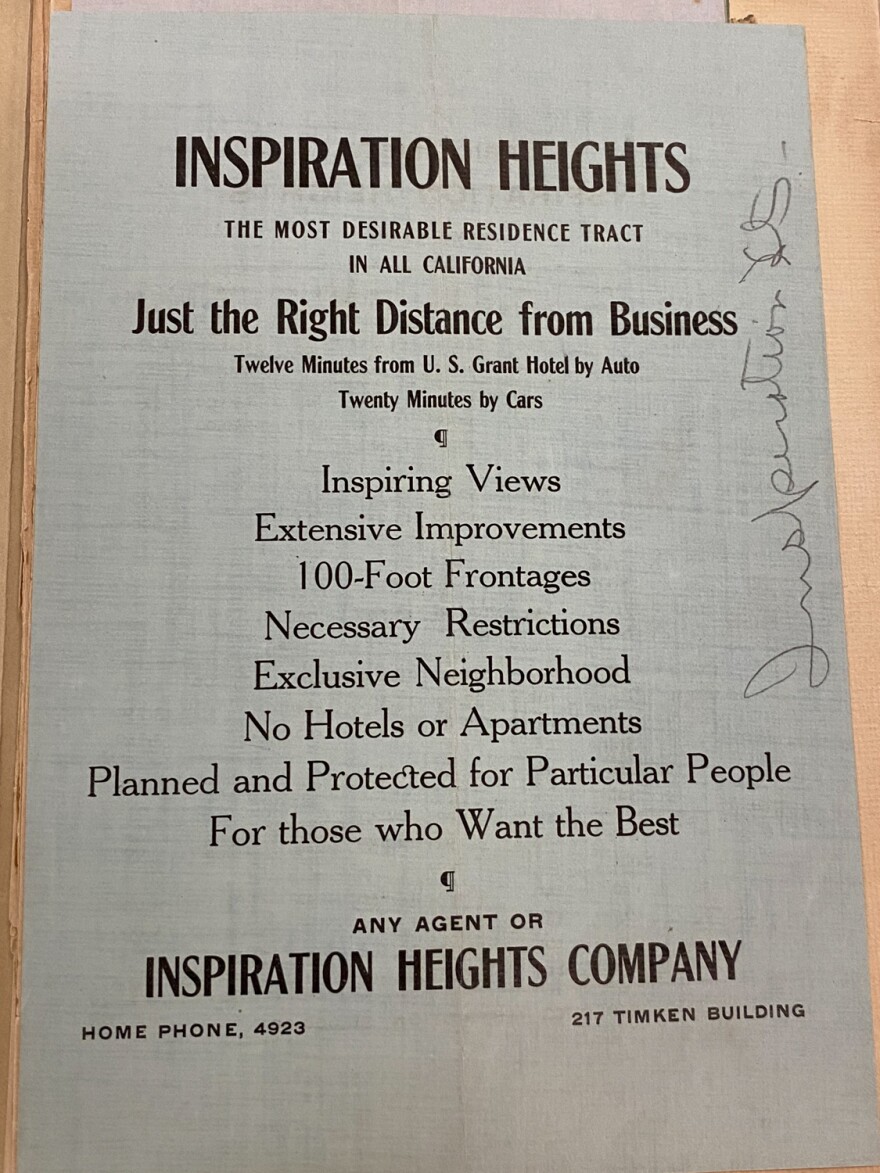 INSPIRATION HEIGHTS
THE MOST DESIRABLE RESIDENCE TRACT
IN ALL CALIFORNIA
Just the Right Distance from Business
Twelve Minutes from U. S. Grant Hotel by Auto
Twenty Minutes by Cars
¶
Inspiring Views
Extensive Improvements
100-Foot Frontages
Necessary Restrictions
Exclusive Neighborhood
No Hotels or Apartments
Planned and Protected for Particular People
For those who Want the Best
¶
ANY AGENT OR
INSPIRATION HEIGHTS COMPANY
HOME PHONE, 4923
217 TIMKEN BUILDING
Inspiration